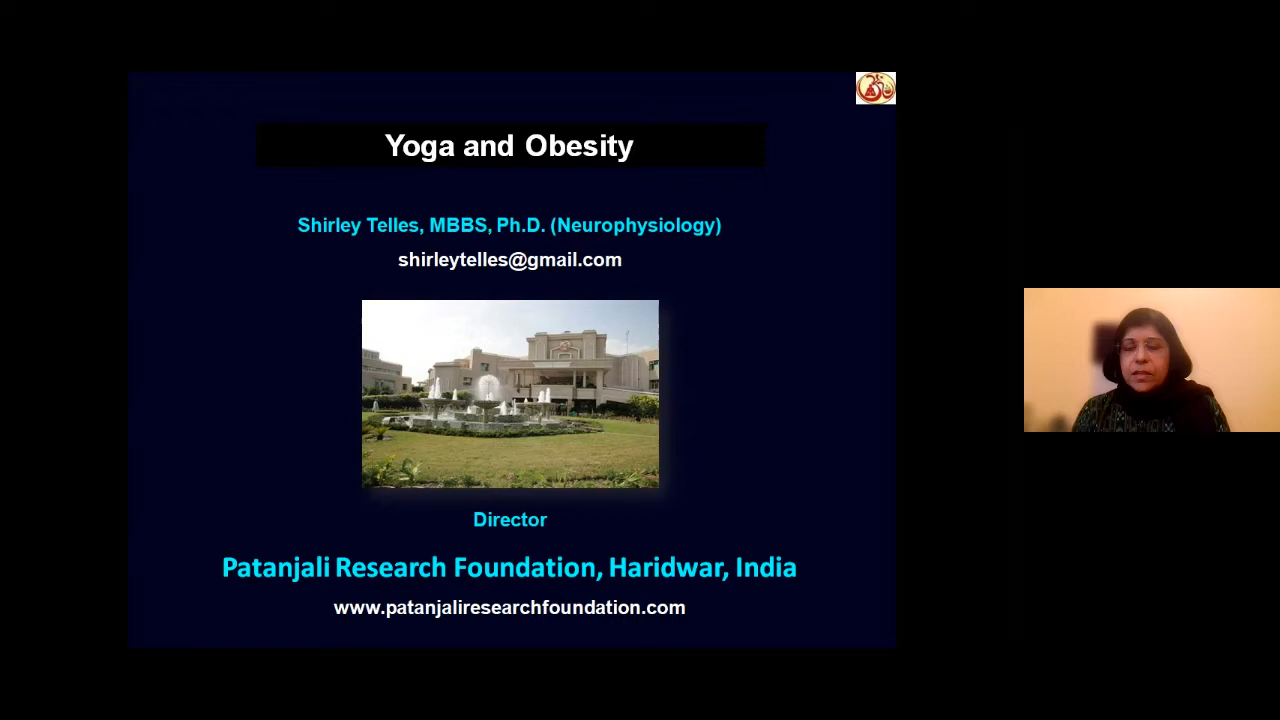 Yoga and Obesity
Shirley Telles, MBBS, Ph.D. (Neurophysiology)
shirleytelles@gmail.com
Director
Patanjali Research Foundation, Haridwar, India
www.patanjaliresearchfoundation.com